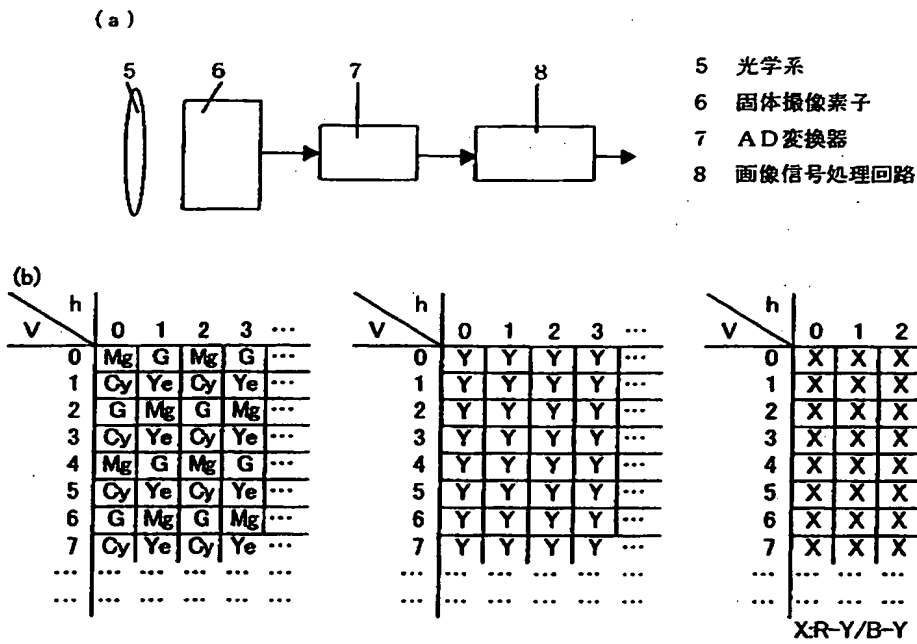 (a)
5 6 7 8
5 光学系
6 固体撮像素子
7 AD変換器
8 画像信号処理回路
(b)
h
V 0 1 2 3 …
0 Mg G Mg G …
1 Cy Ye Cy Ye …
2 G Mg G Mg …
3 Cy Ye Cy Ye …
4 Mg G Mg G …
5 Cy Ye Cy Ye …
6 G Mg G Mg …
7 Cy Ye Cy Ye …
… … … … … …
… … … … … …
h
V 0 1 2 3 …
0 Y Y Y Y …
1 Y Y Y Y …
2 Y Y Y Y …
3 Y Y Y Y …
4 Y Y Y Y …
5 Y Y Y Y …
6 Y Y Y Y …
7 Y Y Y Y …
… … … … … …
… … … … … …
h
V 0 1 2
0 X X X
1 X X X
2 X X X
3 X X X
4 X X X
5 X X X
6 X X X
7 X X X
… … … …
… … … …
X:R-Y/B-Y